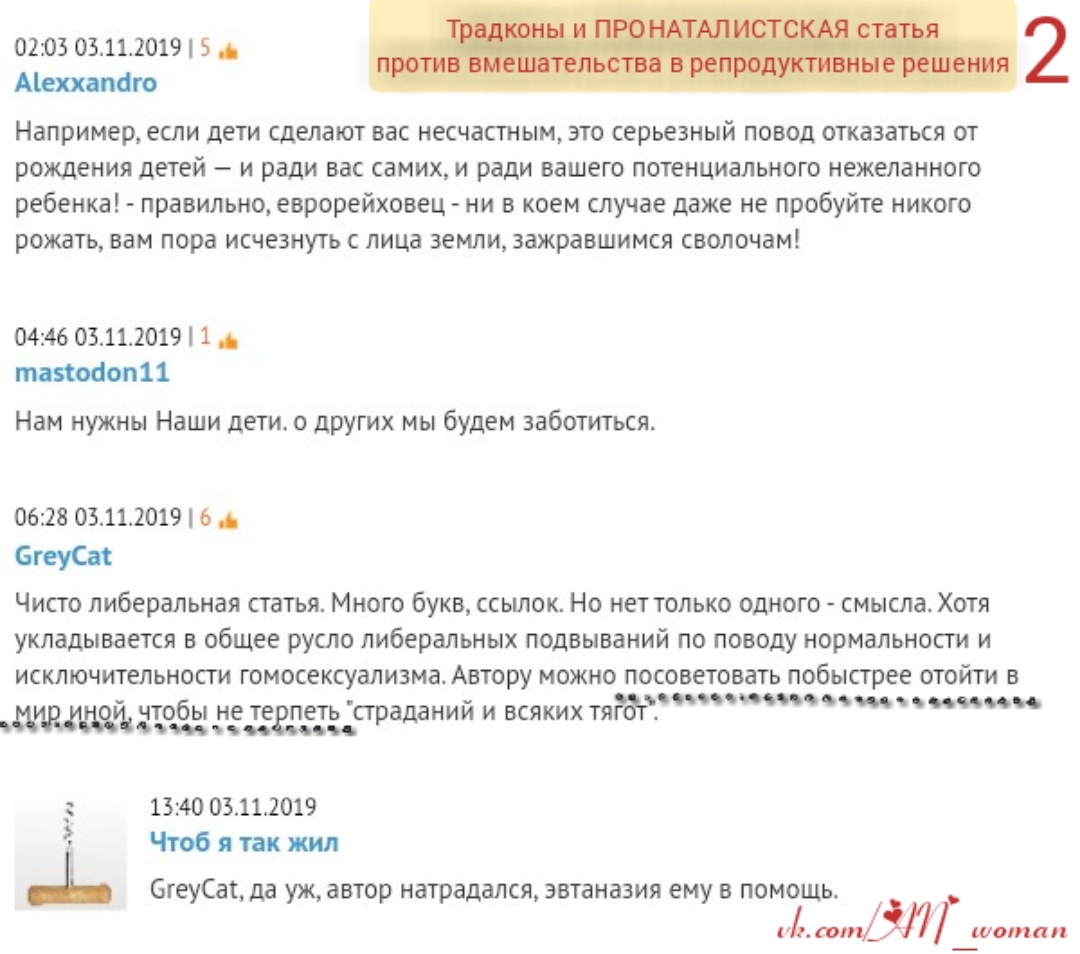 Традконы и ПРОНАТАЛИСТСКАЯ статья
против вмешательства в репродуктивные решения
2
02:03 03.11.2019 | 5
Alexxandro
Например, если дети сделают вас несчастным, это серьезный повод отказаться от
рождения детей — и ради вас самих, и ради вашего потенциального нежеланного
ребенка! - правильно, еврорейховец - ни в коем случае даже не пробуйте никого
рожать, вам пора исчезнуть с лица земли, зажравшимся сволочам!
04:46 03.11.2019 | 1
mastodon11
Нам нужны Наши дети. о других мы будем заботиться.
06:28 03.11.2019 | 6
GreyCat
Чисто либеральная статья. Много букв, ссылок. Но нет только одного - смысла. Хотя
укладывается в общее русло либеральных подвываний по поводу нормальности и
исключительности гомосексуализма. Автору можно посоветовать побыстрее отойти в
мир иной, чтобы не терпеть "страданий и всяких тягот".
13:40 03.11.2019
Чтоб я так жил
GreyCat, да уж, автор натрадался, эвтаназия ему в помощь.
vk.com/AN_woman